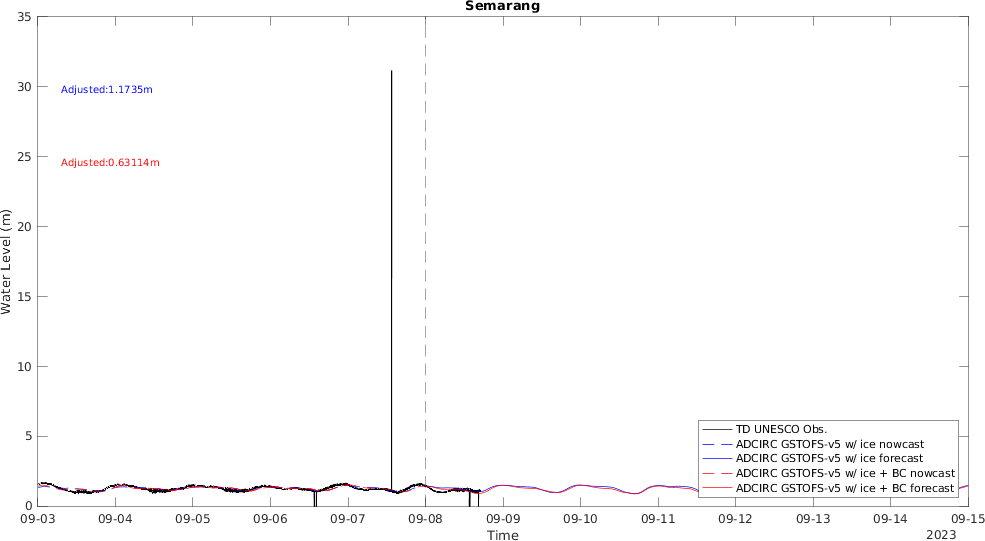 Semarang
35
30
25
20
15
10
5
0
Water Level (m)
Adjusted:1.1735m
Adjusted:0.63114m
TD UNESCO Obs.
ADCIRC GSTOFS-v5 w/ ice nowcast
ADCIRC GSTOFS-v5 w/ ice forecast
ADCIRC GSTOFS-v5 w/ ice + BC nowcast
ADCIRC GSTOFS-v5 w/ ice + BC forecast
09-03 09-04 09-05 09-06 09-07 09-08 09-09 09-10 09-11 09-12 09-13 09-14 09-15
Time
2023